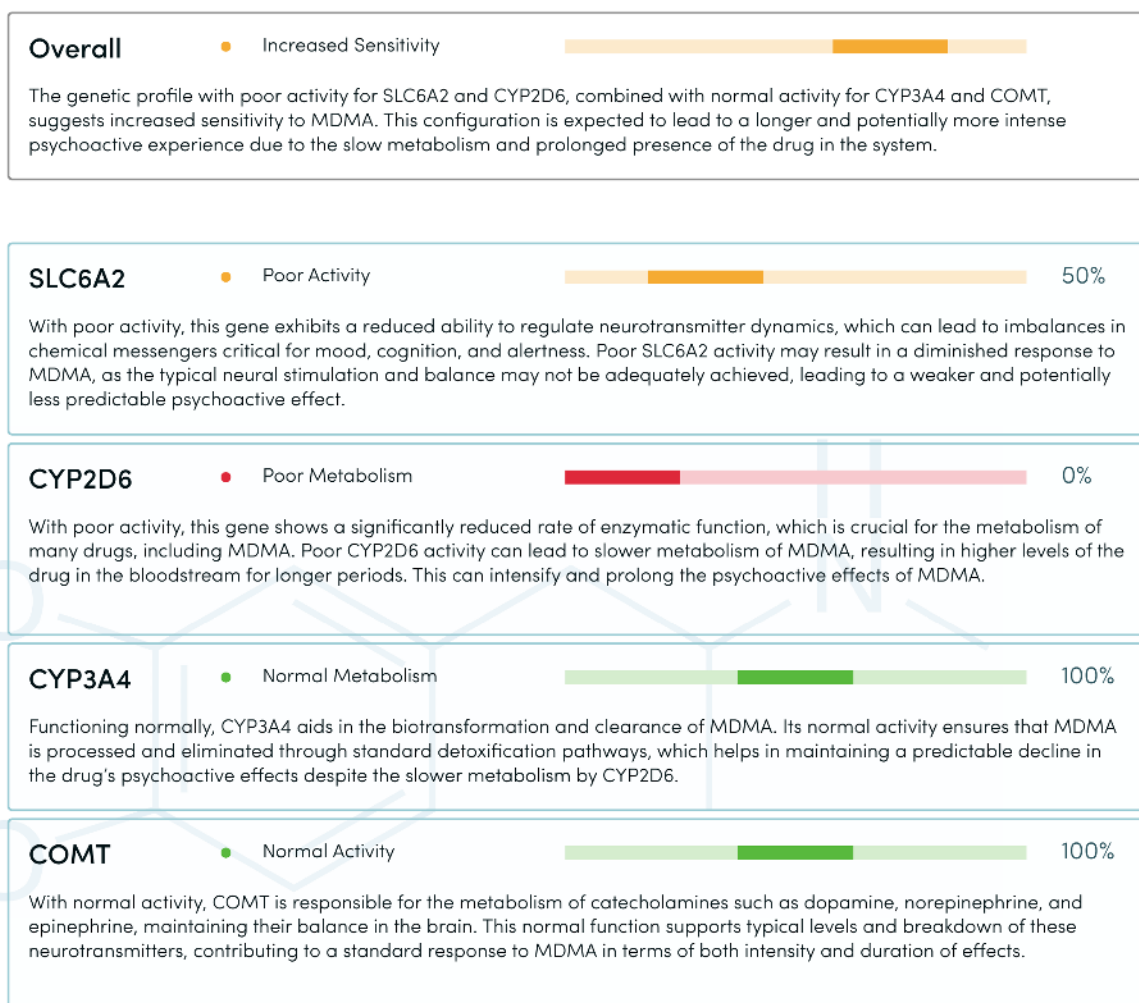 Overall
Increased Sensitivity
The genetic profile with poor activity for SLC6A2 and CYP2D6, combined with normal activity for CYP3A4 and COMT,
suggests increased sensitivity to MDMA. This configuration is expected to lead to a longer and potentially more intense
psychoactive experience due to the slow metabolism and prolonged presence of the drug in the system.
SLC6A2
Poor Activity
50%
With poor activity, this gene exhibits a reduced ability to regulate neurotransmitter dynamics, which can lead to imbalances in
chemical messengers critical for mood, cognition, and alertness. Poor SLC6A2 activity may result in a diminished response to
MDMA, as the typical neural stimulation and balance may not be adequately achieved, leading to a weaker and potentially
less predictable psychoactive effect.
CYP2D6
Poor Metabolism
0%
With poor activity, this gene shows a significantly reduced rate of enzymatic function, which is crucial for the metabolism of
many drugs, including MDMA. Poor CYP2D6 activity can lead to slower metabolism of MDMA, resulting in higher levels of the
drug in the bloodstream for longer periods. This can intensify and prolong the psychoactive effects of MDMA.
N
O
CYP3A4
Normal Metabolism
100%
Functioning normally, CYP3A4 aids in the biotransformation and clearance of MDMA. Its normal activity ensures that MDMA
is processed and eliminated through standard detoxification pathways, which helps in maintaining a predictable decline in
the drug's psychoactive effects despite the slower metabolism by CYP2D6.
O
COMT
Normal Activity
100%
With normal activity, COMT is responsible for the metabolism of catecholamines such as dopamine, norepinephrine, and
epinephrine, maintaining their balance in the brain. This normal function supports typical levels and breakdown of these
neurotransmitters, contributing to a standard response to MDMA in terms of both intensity and duration of effects.